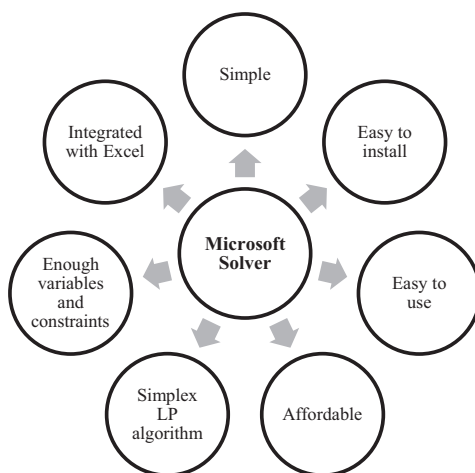 Simple
Easy to
install
Easy to
use
Affordable
Simplex
LP
algorithm
Enough
variables
and
constraints
Integrated
with Excel
Microsoft
Solver